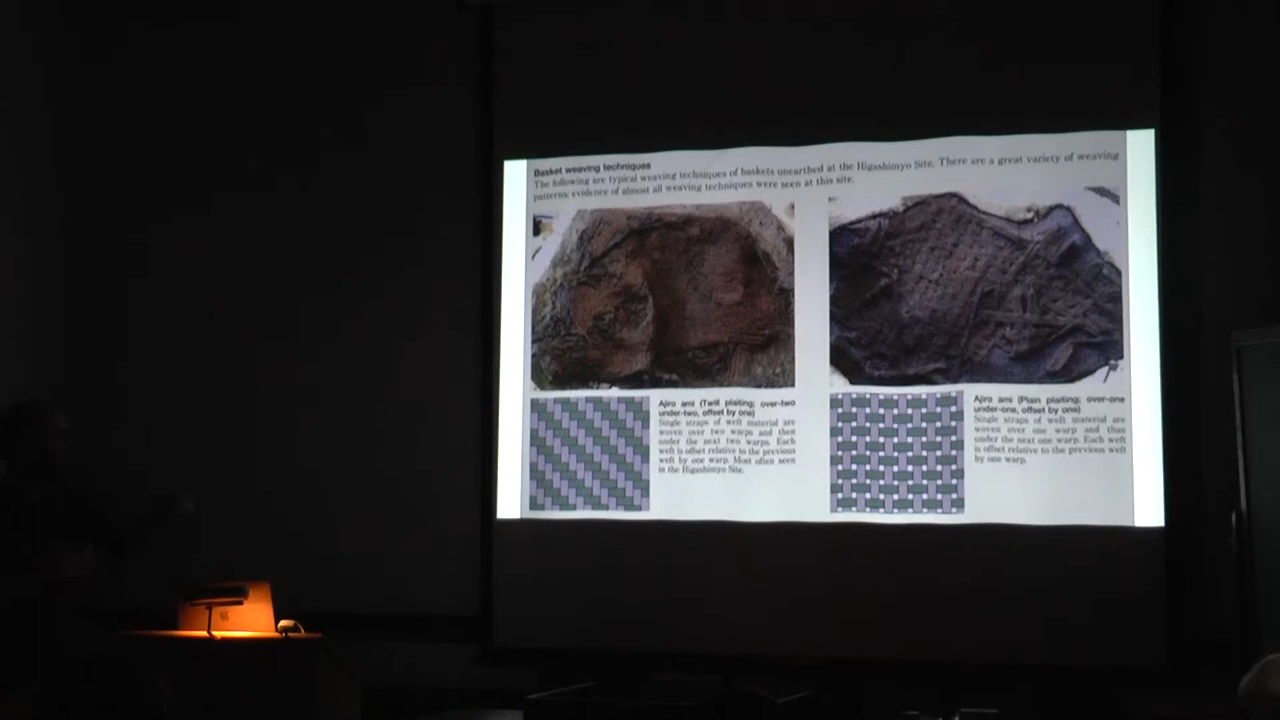 Basket weaving techniques
The following are typical weaving techniques of baskets unearthed at the Higashimyo Site. There are a great variety of weaving
patterns; evidence of almost all weaving techniques were seen at this site.
Ajiro ami (Twill plaiting; over-two
under-two, offset by one)
Single straps of weft material are
woven over two warps and then
under the next two warps. Each
weft is offset relative to the previous
weft by one warp. Most often seen
in the Higashimyo Site.
Ajiro ami (Plain plaiting; over-one
under-one, offset by one)
Single straps of weft material are
woven over one warp and than
under the next one warp. Each weft
is offset relative to the previous weft
by one warp.